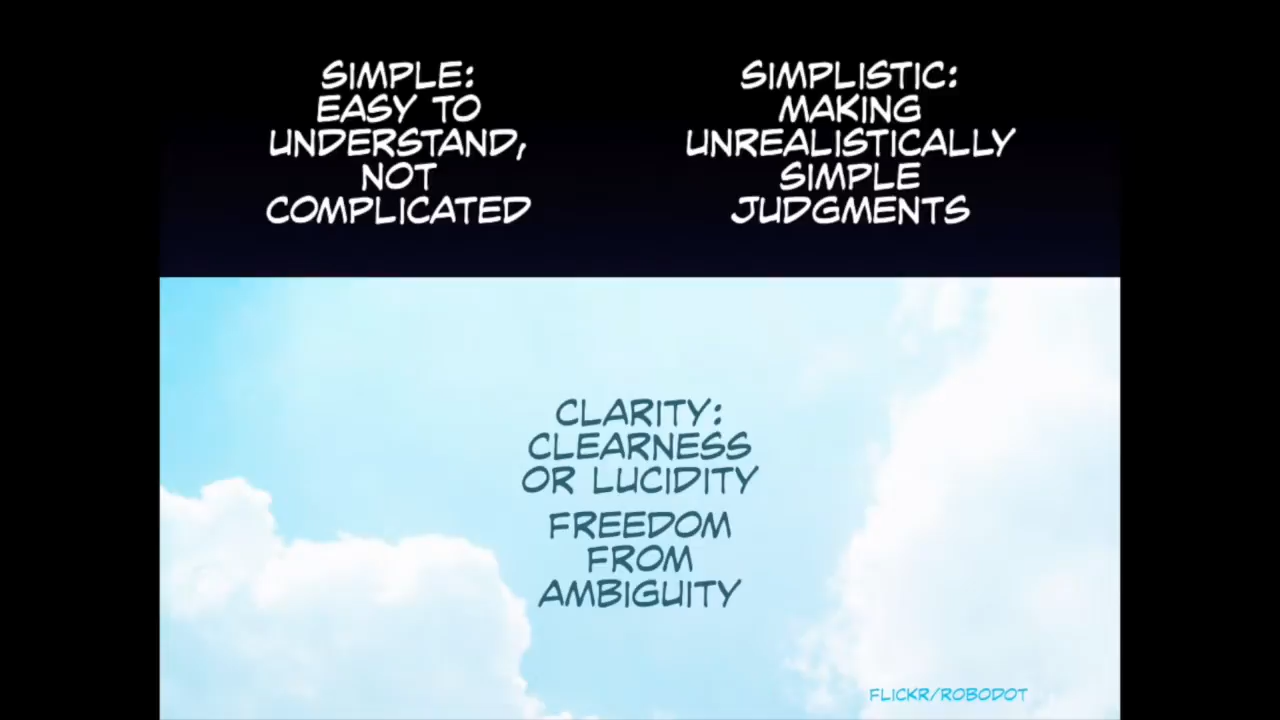 SIMPLE:
EASY TO
UNDERSTAND,
NOT
COMPLICATED
SIMPLISTIC:
MAKING
UNREALISTICALLY
SIMPLE
JUDGMENTS
CLARITY:
CLEARNESS
OR LUCIDITY
FREEDOM
FROM
AMBIGUITY
FLICKR/ROBODOT